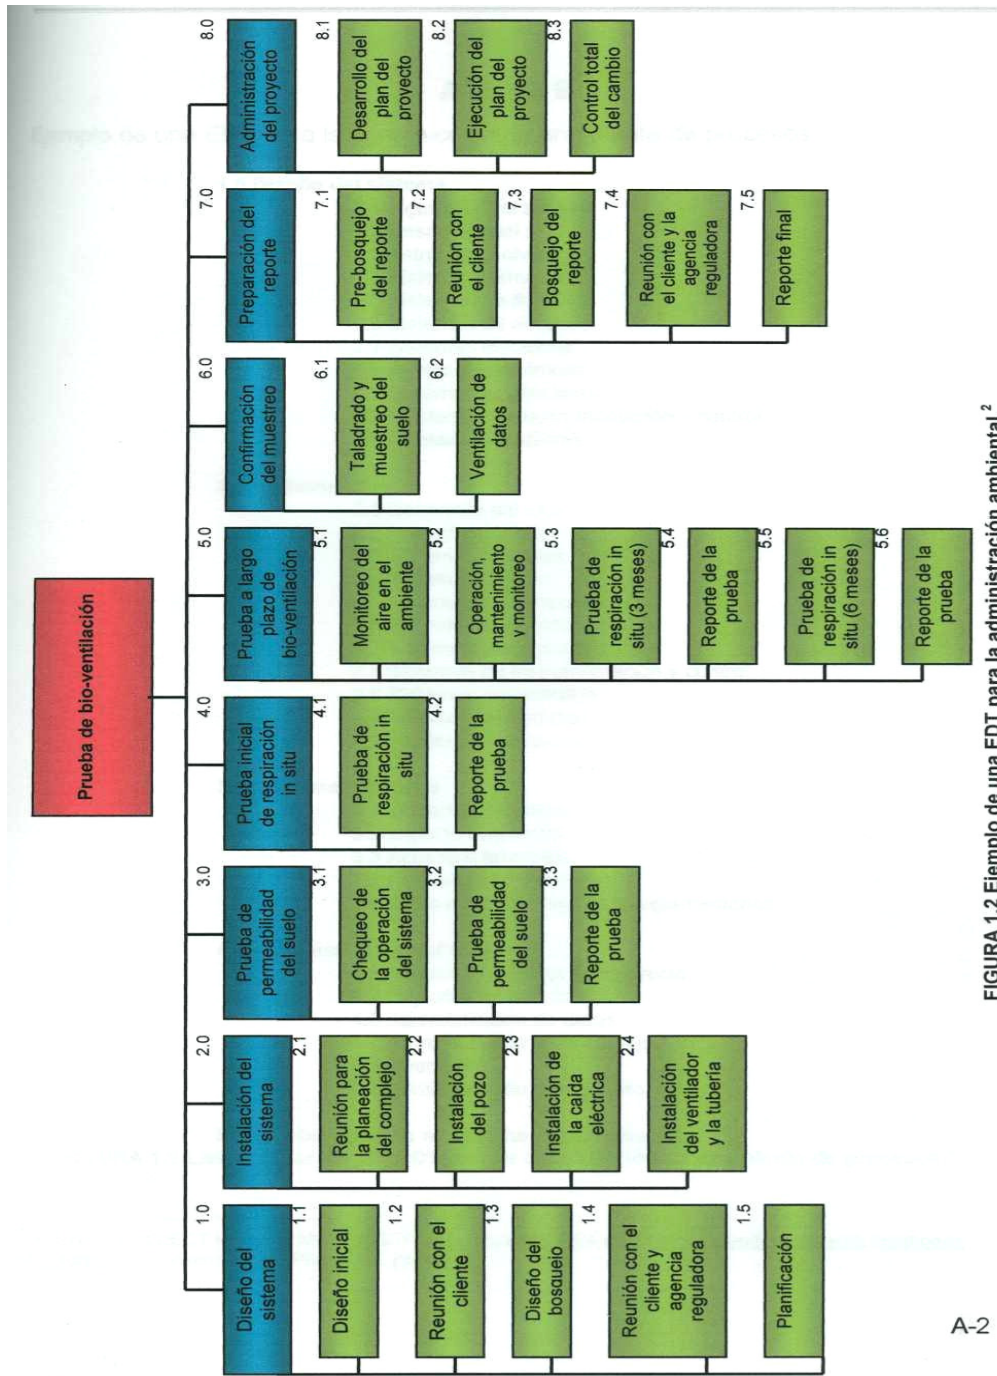 Prueba de bio-ventilación
1.0
Diseño del
sistema
1.1
Diseño inicial
1.2
Reunión con el
cliente
1.3
Diseño del
bosquejo
1.4
Reunión con el
cliente y
agencia
reguladora
1.5
Planificación
2.0
Instalación del
sistema
2.1
Reunión para
la planeación
del complejo
2.2
Instalación
del pozo
2.3
Instalación de
la caída
eléctrica
2.4
Instalación
del ventilador
y la tubería
3.0
Prueba de
permeabilidad
del suelo
3.1
Chequeo de
la operación
del sistema
3.2
Prueba de
permeabilidad
del suelo
3.3
Reporte de la
prueba
4.0
Prueba inicial
de respiración
in situ
4.1
Prueba de
respiración in
situ
4.2
Reporte de la
prueba
5.0
Prueba a largo
plazo de
bio-ventilación
5.1
Monitoreo del
aire en el
ambiente
5.2
Operación,
mantenimiento
y monitoreo
5.3
Prueba de
respiración in
situ (3 meses)
5.4
Reporte de la
prueba
5.5
Prueba de
respiración in
situ (6 meses)
5.6
Reporte de la
prueba
6.0
Confirmación
del muestreo
6.1
Taladrado y
muestreo del
suelo
6.2
Ventilación de
datos
7.0
Preparación del
reporte
7.1
Pre-bosquejo
del reporte
7.2
Reunión con
el cliente
7.3
Bosquejo del
reporte
7.4
Reunión con
el cliente y la
agencia
reguladora
7.5
Reporte final
8.0
Administración
del proyecto
8.1
Desarrollo del
plan del
proyecto
8.2
Ejecución del
plan del
proyecto
8.3
Control total
del cambio
FIGURA 1.2 Ejemplo de una EDT para la administración ambiental.2
A-2